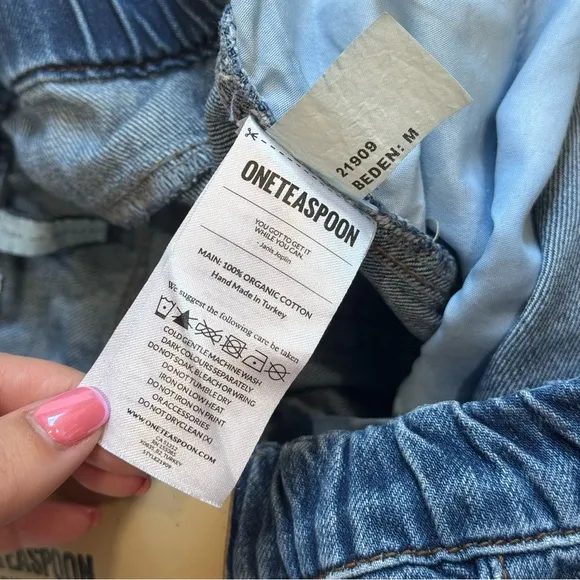 21909
BEDEN: M
ONETEASPOON
YOU GOT TO GET IT
WHILE YOU CAN.
- Janis Joplin
MAIN: 100% ORGANIC COTTON
Hand Made in Turkey
We suggest the following care be taken
COLD GENTLE MACHINE WASH
DARK COLOURS SEPARATELY
DO NOT SOAK, BLEACH OR WRING
DO NOT TUMBLE DRY
IRON ON LOW HEAT
DO NOT IRON ON PRINT
OR ACCESSORIES
DO NOT DRYCLEAN (X)
WWW.ONETEASPOON.COM
STYLE21909
TEASPOON